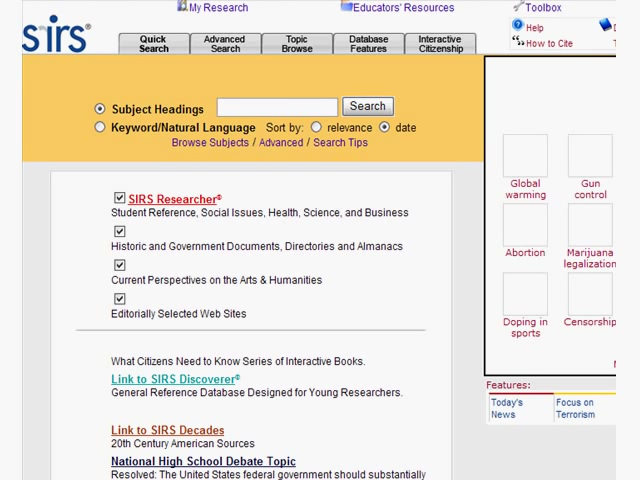 My Research
Educators' Resources
Toolbox
sirs®
Quick Search
Advanced Search
Topic Browse
Database Features
Interactive Citizenship
Help
How to Cite
Subject Headings
Search
Keyword/Natural Language Sort by: relevance date
Browse Subjects / Advanced / Search Tips
SIRS Researcher®
Student Reference, Social Issues, Health, Science, and Business
Historic and Government Documents, Directories and Almanacs
Current Perspectives on the Arts & Humanities
Editorially Selected Web Sites
What Citizens Need to Know Series of Interactive Books.
Link to SIRS Discoverer®
General Reference Database Designed for Young Researchers.
Link to SIRS Decades
20th Century American Sources
National High School Debate Topic
Resolved: The United States federal government should substantially
Global warming
Gun control
Abortion
Marijuana legalization
Doping in sports
Censorship
Features:
Today's News
Focus on Terrorism